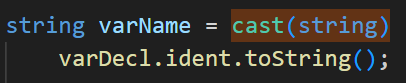 string varName = cast(string)
varDecl.ident.toString();